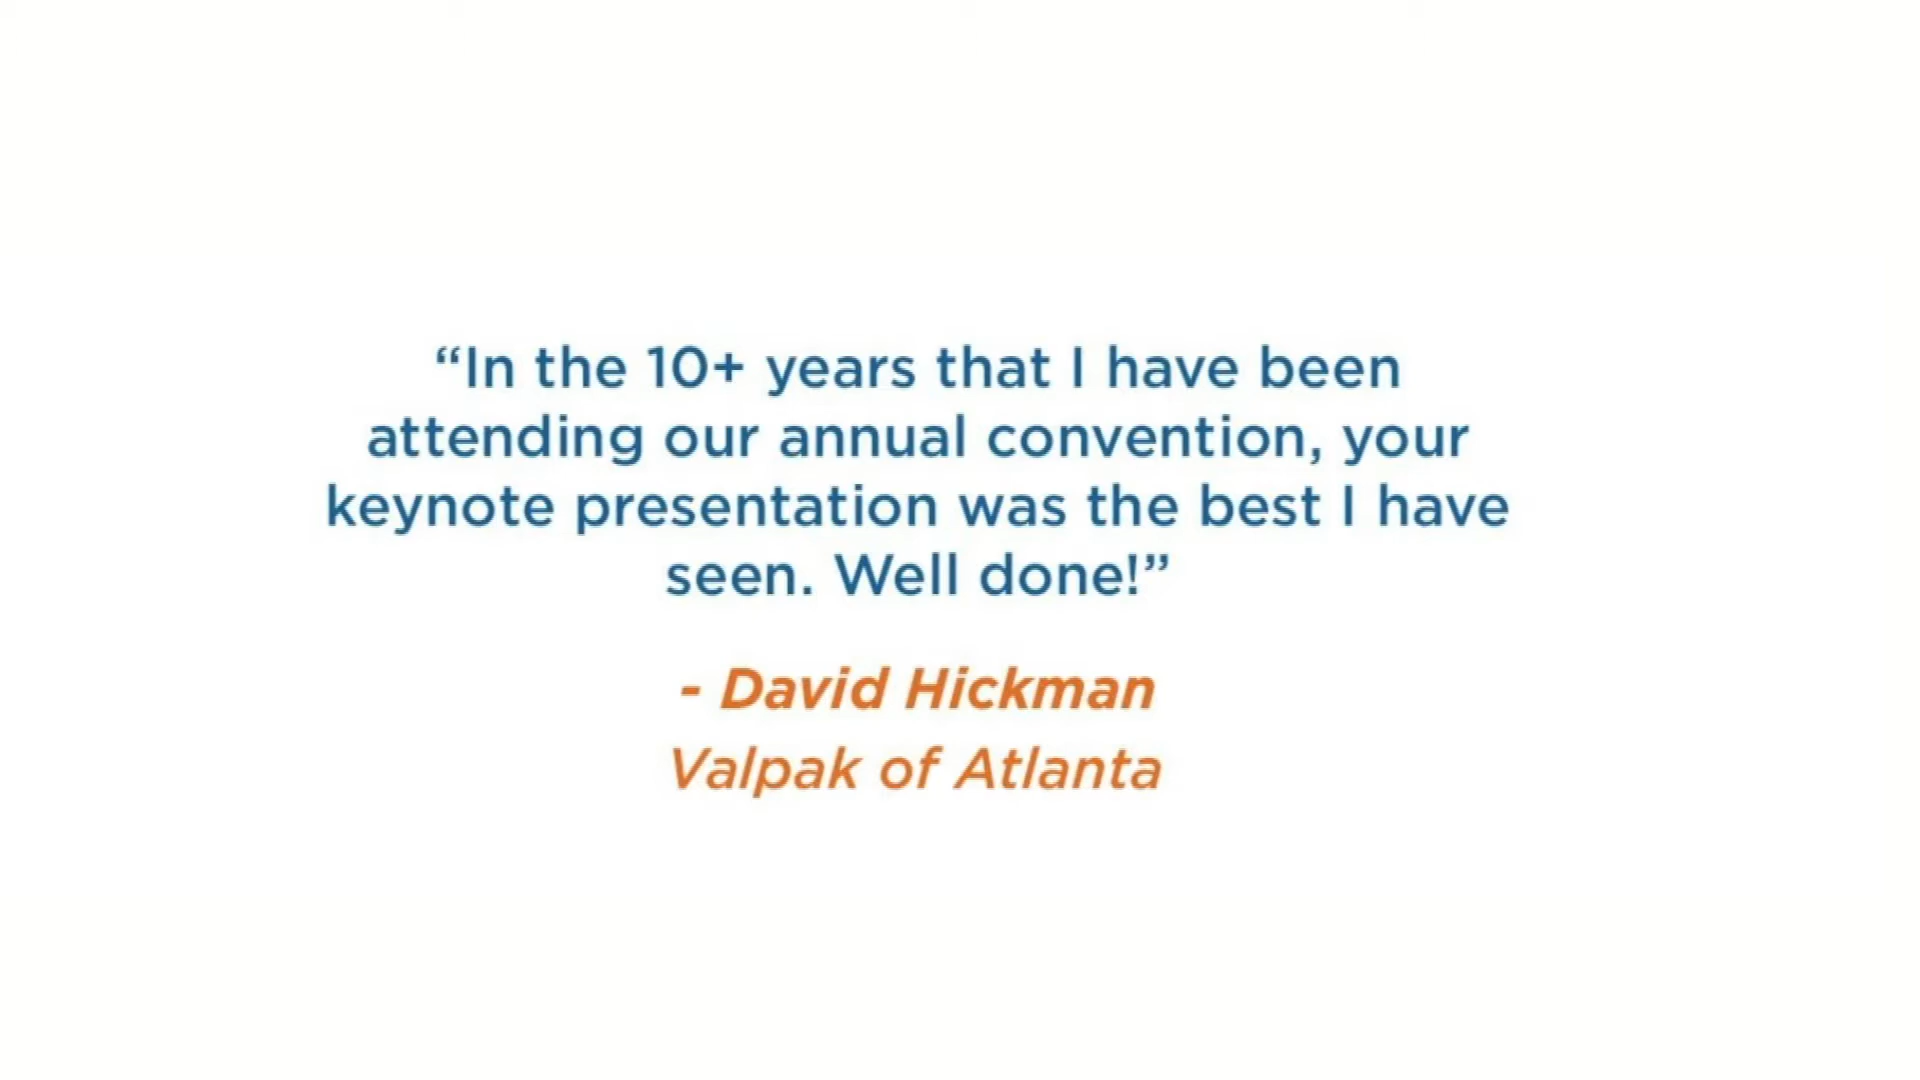 “In the 10+ years that I have been
attending our annual convention, your
keynote presentation was the best I have
seen. Well done!”
- David Hickman
Valpak of Atlanta